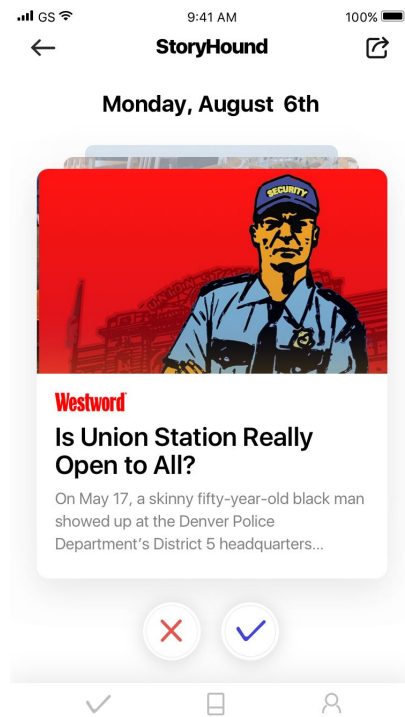 GS 9:41 AM 100%
StoryHound
Monday, August 6th
SECURITY
Westword
Is Union Station Really
Open to All?
On May 17, a skinny fifty-year-old black man
showed up at the Denver Police
Department's District 5 headquarters...